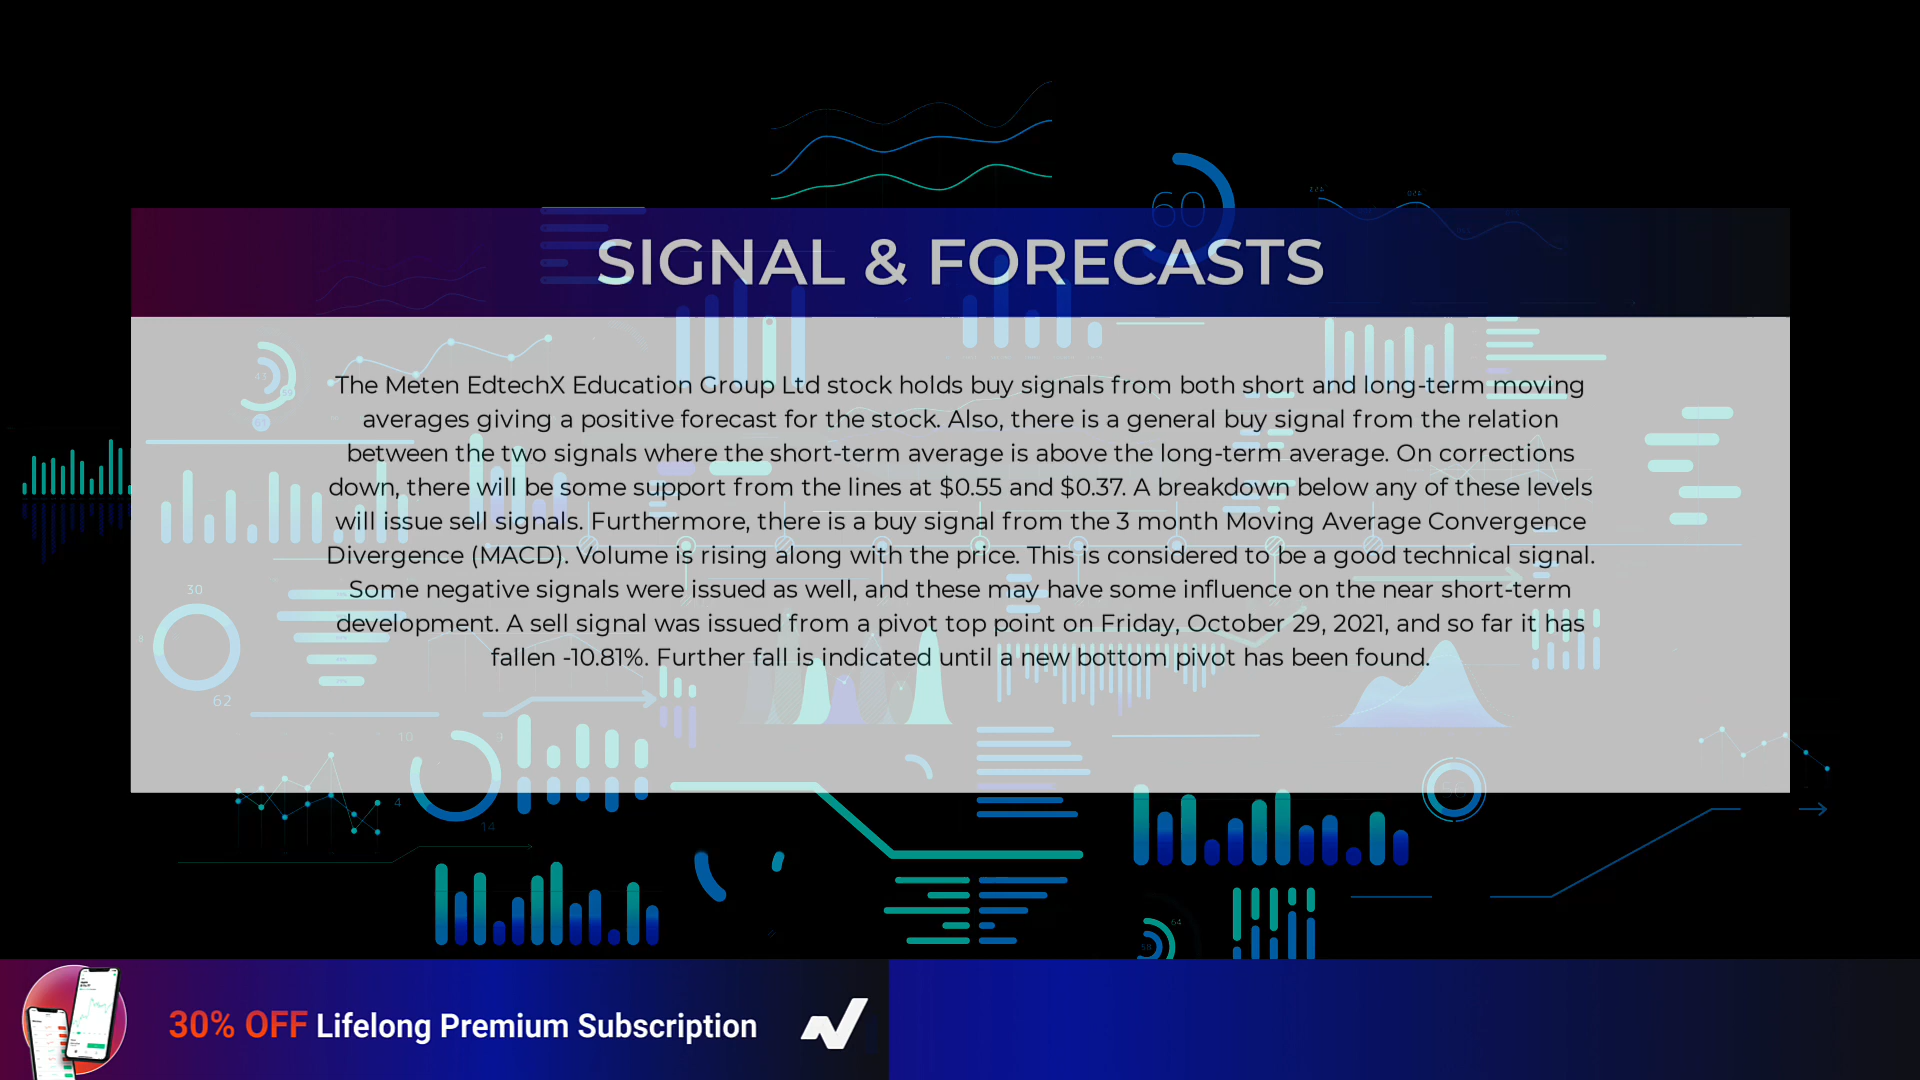 60
SIGNAL & FORECASTS
The Meten EdtechX Education Group Ltd stock holds buy signals from both short and long-term moving
averages giving a positive forecast for the stock. Also, there is a general buy signal from the relation
between the two signals where the short-term average is above the long-term average. On corrections
down, there will be some support from the lines at $0.55 and $0.37. A breakdown below any of these levels
will issue sell signals. Furthermore, there is a buy signal from the 3 month Moving Average Convergence
Divergence (MACD). Volume is rising along with the price. This is considered to be a good technical signal.
Some negative signals were issued as well, and these may have some influence on the near short-term
development. A sell signal was issued from a pivot top point on Friday, October 29, 2021, and so far it has
fallen -10.81%. Further fall is indicated until a new bottom pivot has been found.
30
62
10
4
14
64
30% OFF Lifelong Premium Subscription